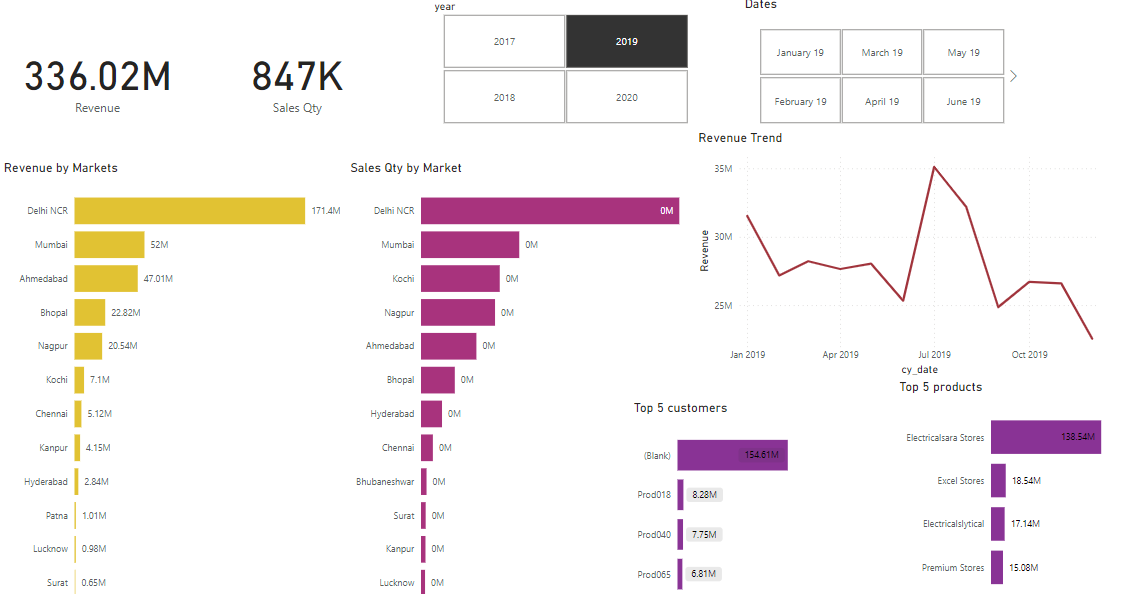 year
Dates
2017
2019
2018
2020
January 19
March 19
May 19
February 19
April 19
June 19
336.02M
Revenue
847K
Sales Qty
Revenue by Markets
Delhi NCR 171.4M
Mumbai 52M
Ahmedabad 47.01M
Bhopal 22.82M
Nagpur 20.54M
Kochi 7.1M
Chennai 5.12M
Kanpur 4.15M
Hyderabad 2.84M
Patna 1.01M
Lucknow 0.98M
Surat 0.65M
Sales Qty by Market
Delhi NCR 0M
Mumbai 0M
Kochi 0M
Nagpur 0M
Ahmedabad 0M
Bhopal 0M
Hyderabad 0M
Chennai 0M
Bhubaneshwar 0M
Surat 0M
Kanpur 0M
Lucknow 0M
Revenue Trend
35M
30M
25M
Revenue
Jan 2019
Apr 2019
Jul 2019
Oct 2019
cy_date
Top 5 customers
(Blank) 154.61M
Prod018 8.28M
Prod040 7.75M
Prod065 6.81M
Top 5 products
Electricalsara Stores 138.54M
Excel Stores 18.54M
Electricalslytical 17.14M
Premium Stores 15.08M